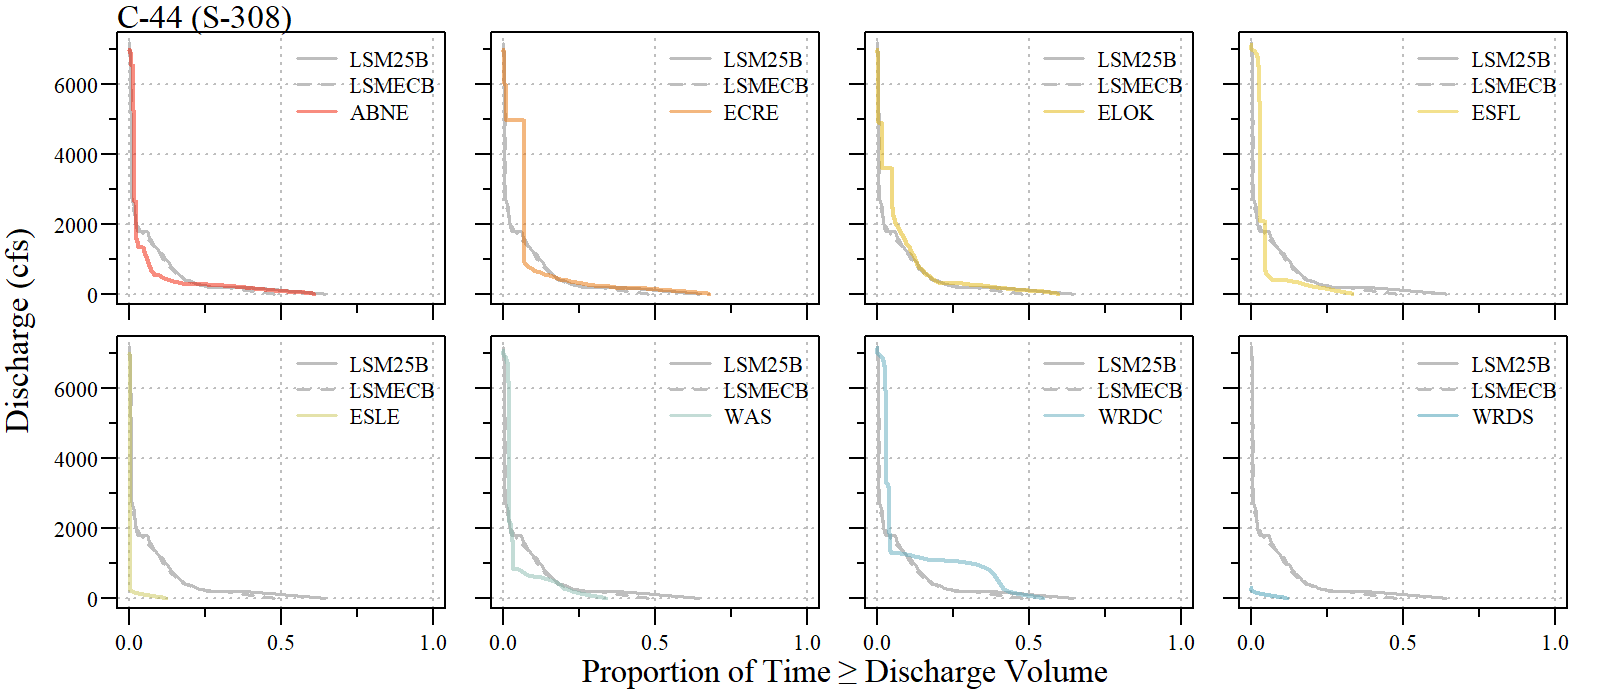 C-44 (S-308)
Discharge (cfs)
6000
4000
2000
0
LSM25B
LSMECB
ABNE
LSM25B
LSMECB
ECRE
LSM25B
LSMECB
ELOK
LSM25B
LSMECB
ESFL
6000
4000
2000
0
LSM25B
LSMECB
ESLE
LSM25B
LSMECB
WAS
LSM25B
LSMECB
WRDC
LSM25B
LSMECB
WRDS
0.0 0.5 1.0
0.0 0.5 1.0
0.0 0.5 1.0
0.0 0.5 1.0
Proportion of Time ≥ Discharge Volume